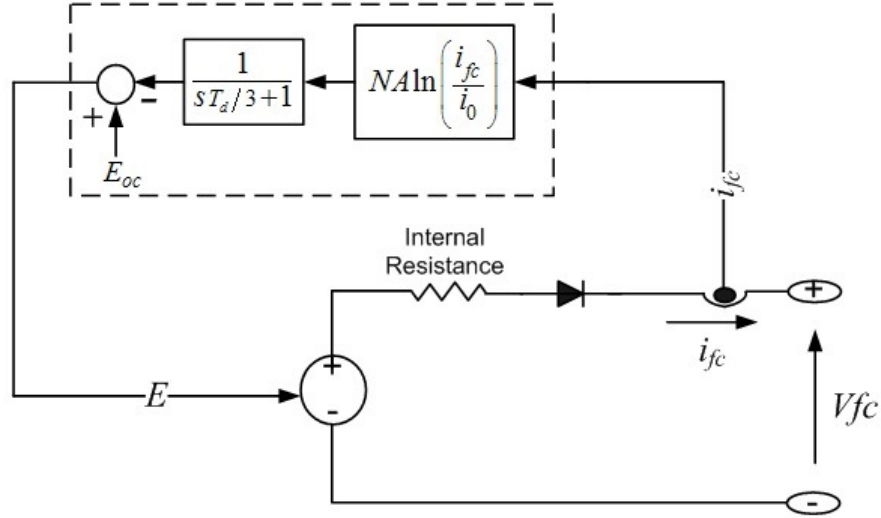 1
sT_d/3+1
NA ln(i_fc/i_0)
+
-
E_oc
i_fc
Internal
Resistance
+
i_fc
+
-
E
Vfc
-